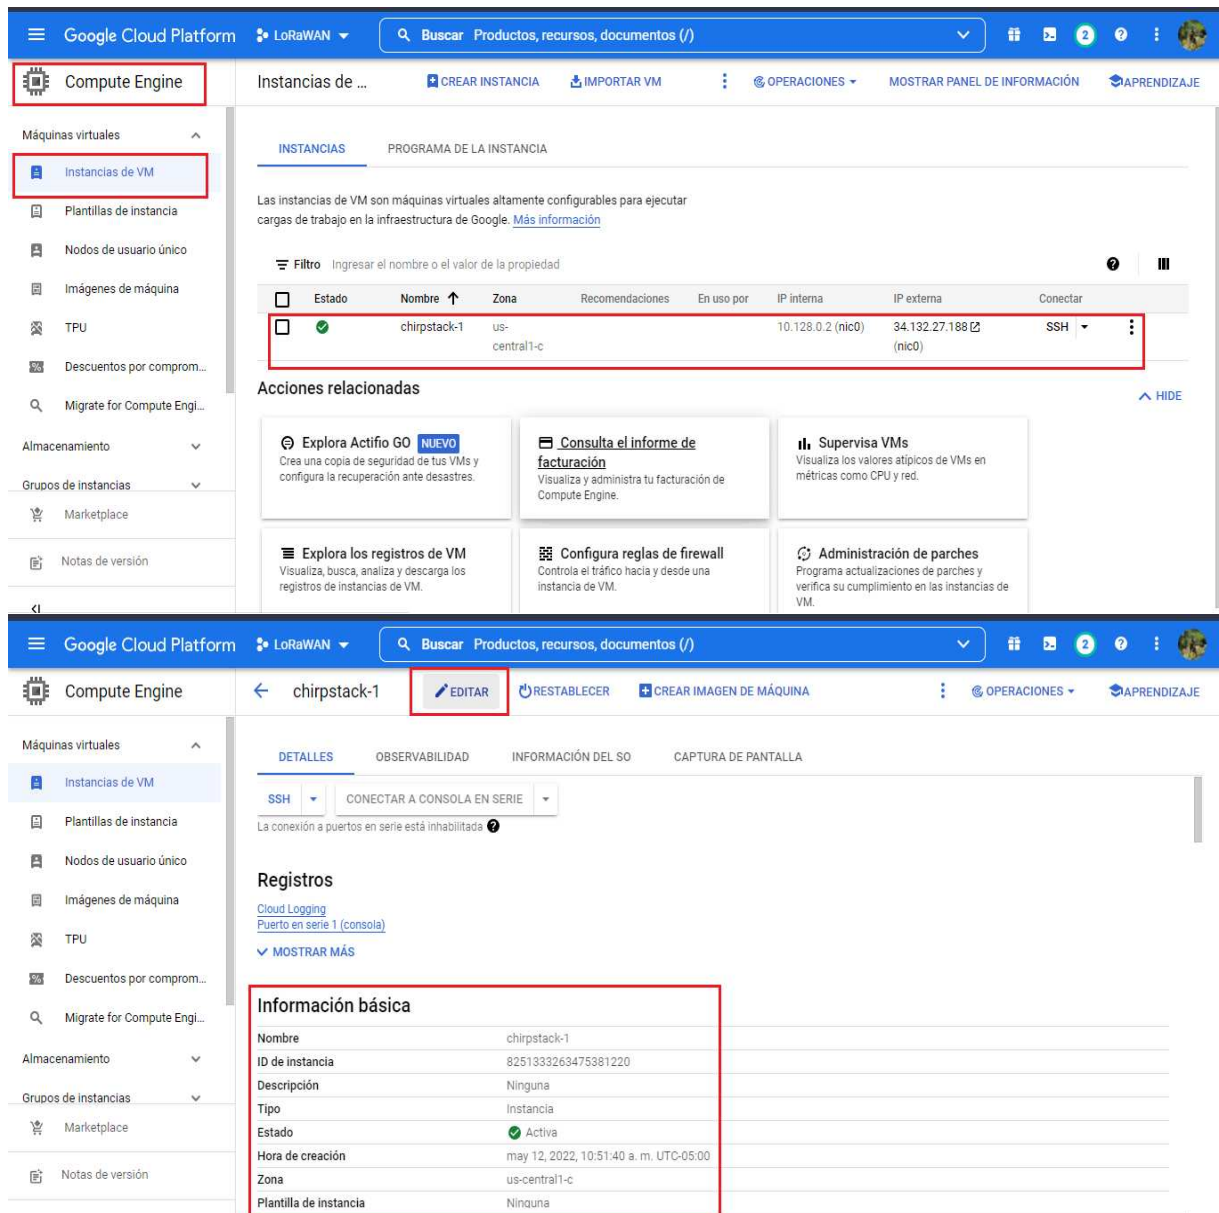 Google Cloud Platform LoRaWAN Buscar Productos, recursos, documentos (/) 2
Compute Engine Instancias de ... CREAR INSTANCIA IMPORTAR VM OPERACIONES MOSTRAR PANEL DE INFORMACIÓN APRENDIZAJE
Máquinas virtuales
Instancias de VM
Plantillas de instancia
Nodos de usuario único
Imágenes de máquina
TPU
Descuentos por comprom...
Migrate for Compute Engi...
Almacenamiento
Grupos de instancias
Marketplace
Notas de versión
INSTANCIAS PROGRAMA DE LA INSTANCIA
Las instancias de VM son máquinas virtuales altamente configurables para ejecutar
cargas de trabajo en la infraestructura de Google. Más información
Filtro Ingresar el nombre o el valor de la propiedad
Estado Nombre Zona Recomendaciones En uso por IP interna IP externa Conectar
chirpstack-1 us- 10.128.0.2 (nic0) 34.132.27.188 SSH
central1-c (nic0)
Acciones relacionadas
HIDE
Explora Actifio GO NUEVO
Crea una copia de seguridad de tus VMs y
configura la recuperación ante desastres.
Consulta el informe de
facturación
Visualiza y administra tu facturación de
Compute Engine.
Supervisa VMs
Visualiza los valores atípicos de VMs en
métricas como CPU y red.
Explora los registros de VM
Visualiza, busca, analiza y descarga los
registros de instancias de VM.
Configura reglas de firewall
Controla el tráfico hacia y desde una
instancia de VM.
Administración de parches
Programa actualizaciones de parches y
verifica su cumplimiento en las instancias de
VM.
Google Cloud Platform LoRaWAN Buscar Productos, recursos, documentos (/) 2
Compute Engine chirpstack-1 EDITAR RESTABLECER CREAR IMAGEN DE MÁQUINA OPERACIONES APRENDIZAJE
Máquinas virtuales
Instancias de VM
Plantillas de instancia
Nodos de usuario único
Imágenes de máquina
TPU
Descuentos por comprom...
Migrate for Compute Engi...
Almacenamiento
Grupos de instancias
Marketplace
Notas de versión
DETALLES OBSERVABILIDAD INFORMACIÓN DEL SO CAPTURA DE PANTALLA
SSH CONECTAR A CONSOLA EN SERIE
La conexión a puertos en serie está inhabilitada
Registros
Cloud Logging
Puerto en serie 1 (consola)
MOSTRAR MÁS
Información básica
Nombre chirpstack-1
ID de instancia 8251333263475381220
Descripción Ninguna
Tipo Instancia
Estado Activa
Hora de creación may 12, 2022, 10:51:40 a. m. UTC-05:00
Zona us-central1-c
Plantilla de instancia Ninguna